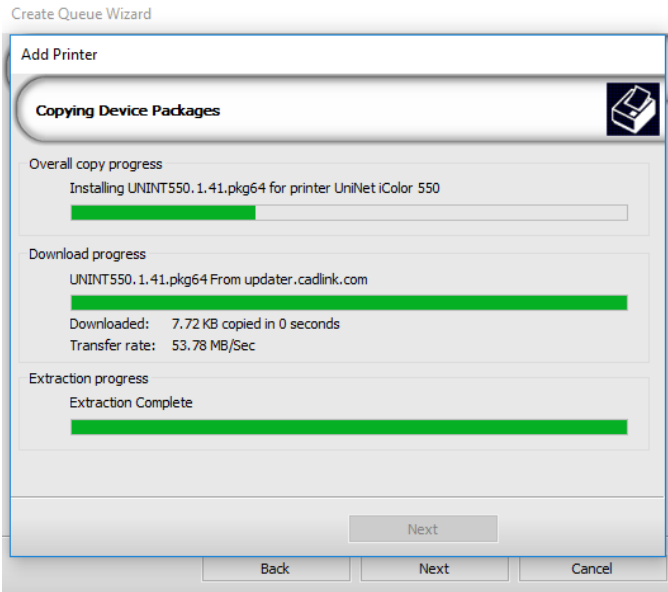 Create Queue Wizard
Add Printer
Copying Device Packages
Overall copy progress
Installing UNINT550.1.41.pkg64 for printer UniNet iColor 550
Download progress
UNINT550.1.41.pkg64 From updater.cadlink.com
Downloaded: 7.72 KB copied in 0 seconds
Transfer rate: 53.78 MB/Sec
Extraction progress
Extraction Complete
Next
Back Next Cancel